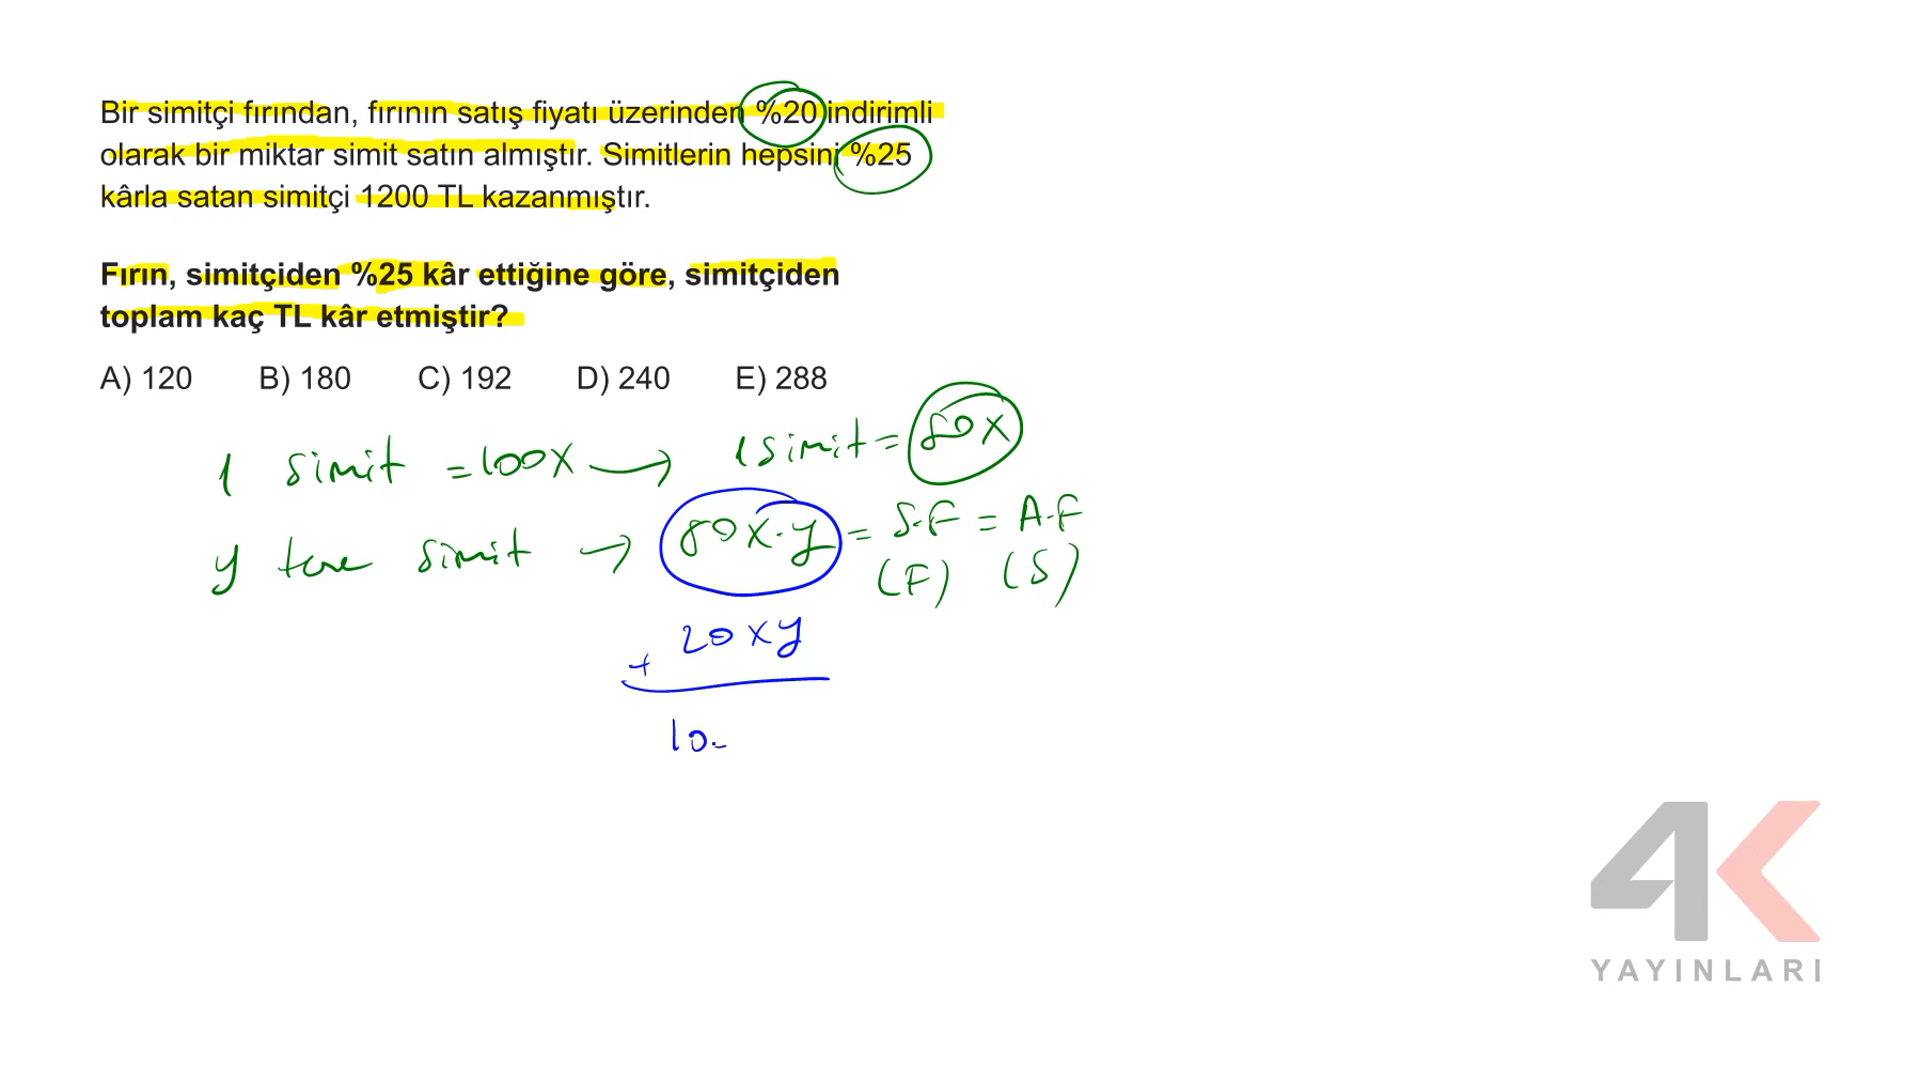 Bir simitçi fırından, fırının satış fiyatı üzerinden %20 indirimli
olarak bir miktar simit satın almıştır. Simitlerin hepsini %25
kârla satan simitçi 1200 TL kazanmıştır.
Fırın, simitçiden %25 kâr ettiğine göre, simitçiden
toplam kaç TL kâr etmiştir?
A) 120 B) 180 C) 192 D) 240 E) 288
1 simit = 100x → 1 simit = 80x
y tane simit → 80x·y = S.F = A.F
(F) (S)
+ 20xy
10
4K
YAYINLARI